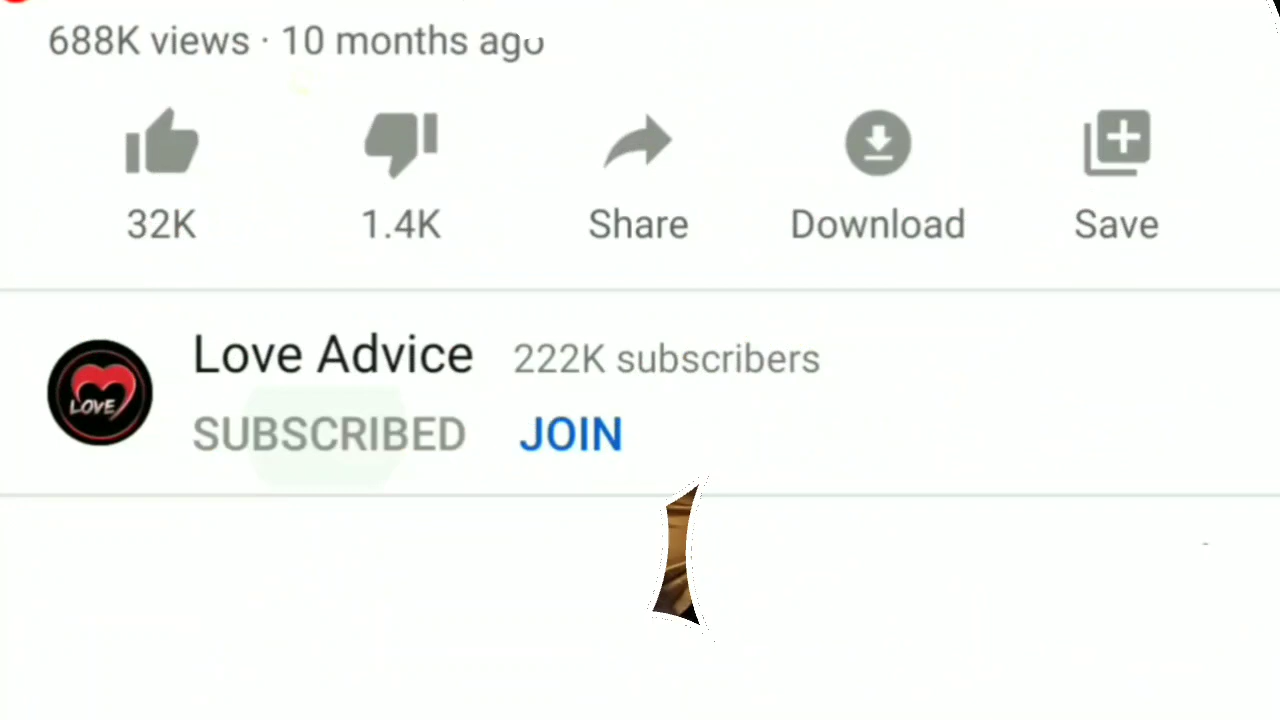 688K views · 10 months ago
32K
1.4K
Share
Download
Save
LOVE
Love Advice
222K subscribers
SUBSCRIBED
JOIN